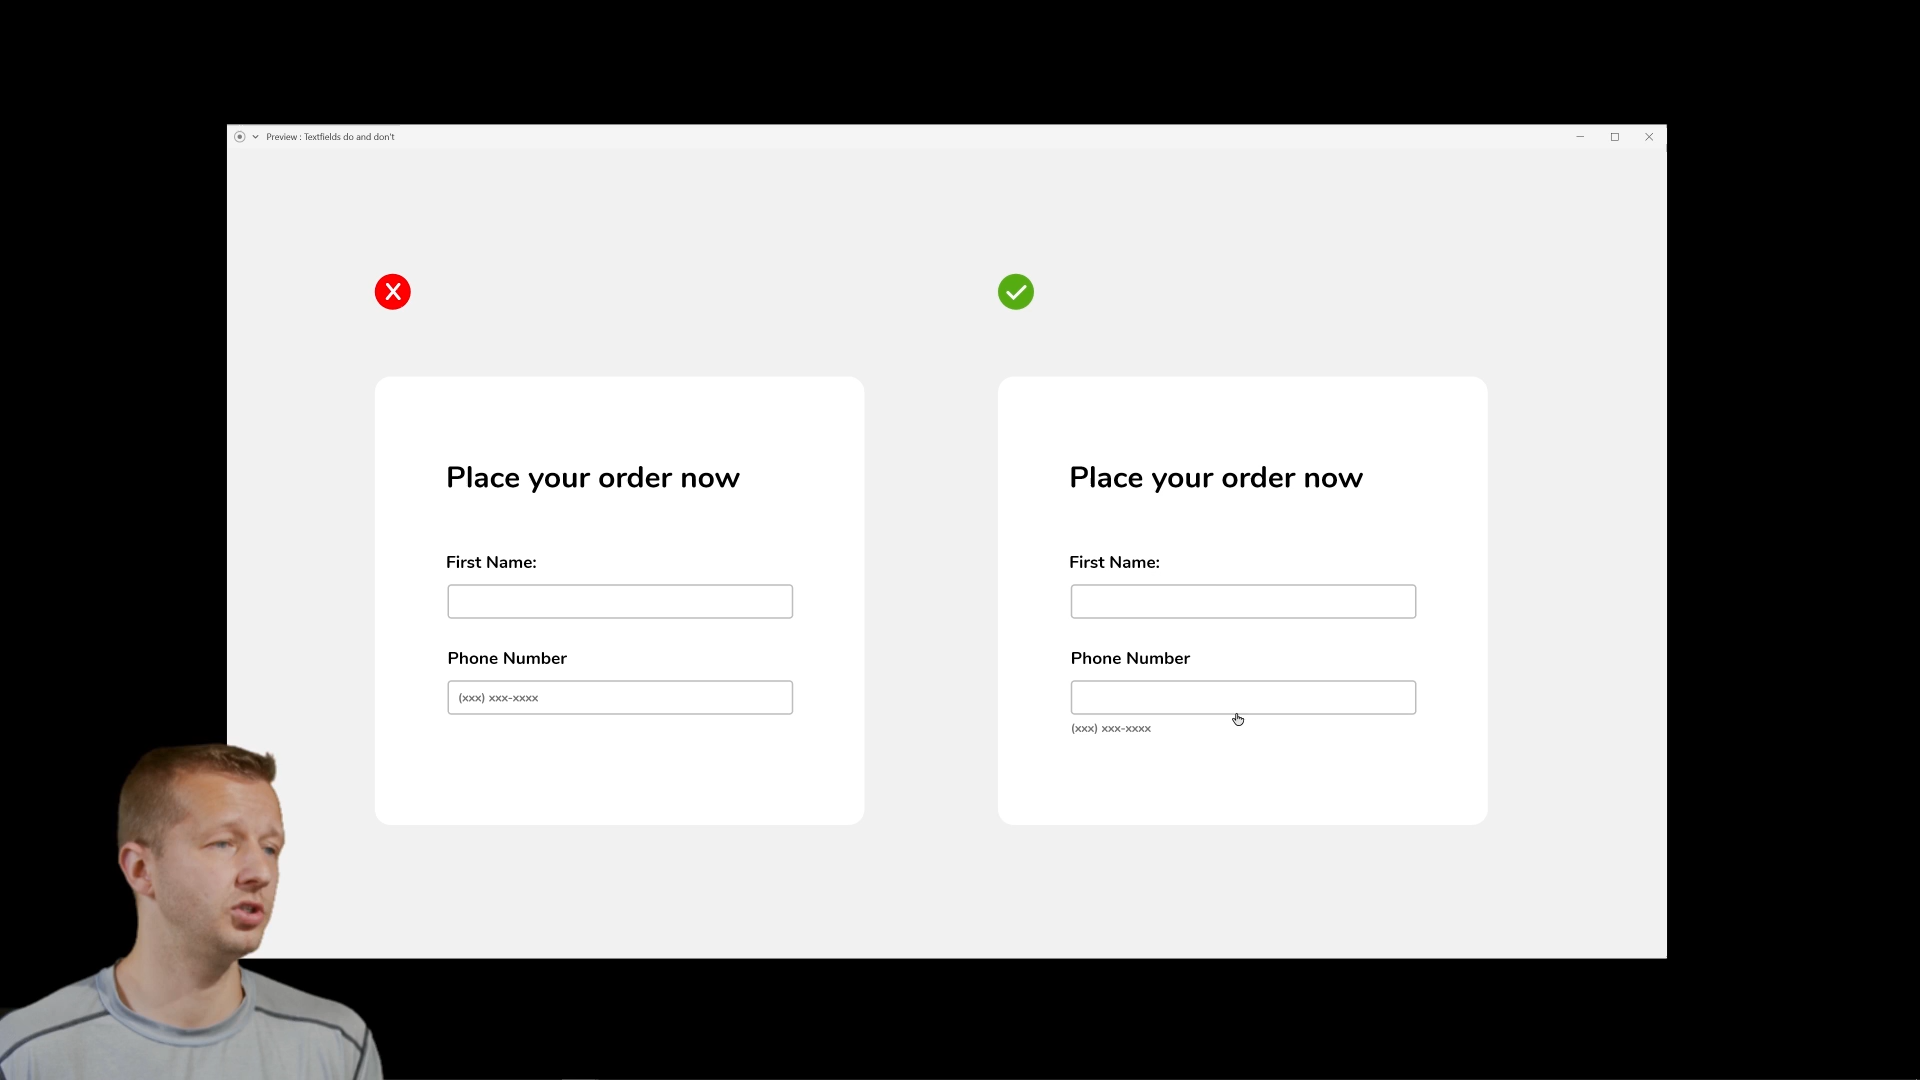 Preview : Textfields do and don't
X
Place your order now
First Name:
Phone Number
(xxx) xxx-xxxx
Place your order now
First Name:
Phone Number
(xxx) xxx-xxxx